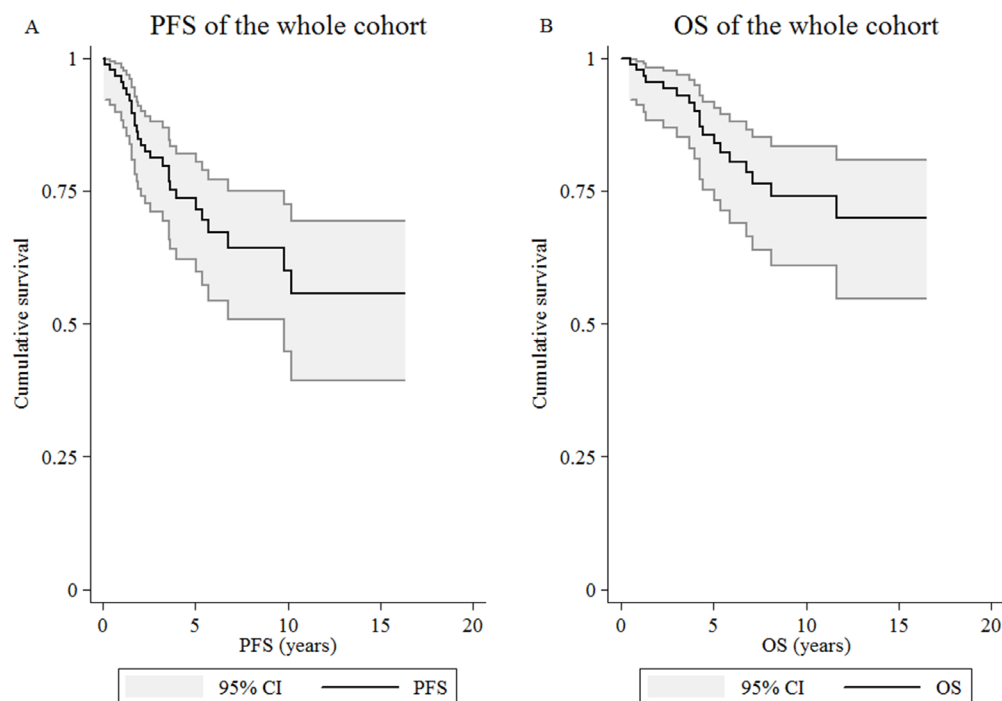 A
PFS of the whole cohort
Cumulative survival
1
0.75
0.5
0.25
0
0 5 10 15 20
PFS (years)
95% CI PFS
B
OS of the whole cohort
Cumulative survival
1
0.75
0.5
0.25
0
0 5 10 15 20
OS (years)
95% CI OS